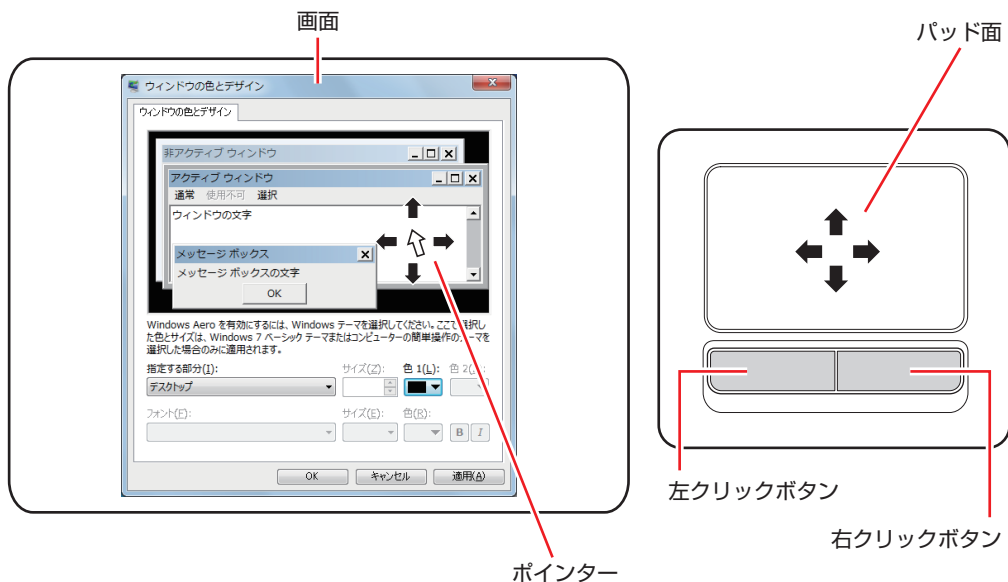 画面
パッド面
ウィンドウの色とデザイン
ウィンドウの色とデザイン
非アクティブ ウィンドウ
アクティブ ウィンドウ
通常 使用不可 選択
ウィンドウの文字
メッセージ ボックス
メッセージ ボックスの文字
OK
Windows Aero を有効にするには、Windows テーマを選択してください。ここで選択し
た色とサイズは、Windows 7 ベーシック テーマまたはコンピューターの簡単操作のテーマを
選択した場合のみに適用されます。
指定する部分(I): サイズ(Z): 色 1(L): 色 2(
デスクトップ
フォント(F): サイズ(E): 色(R):
B I
OK キャンセル 適用(A)
左クリックボタン
右クリックボタン
ポインター